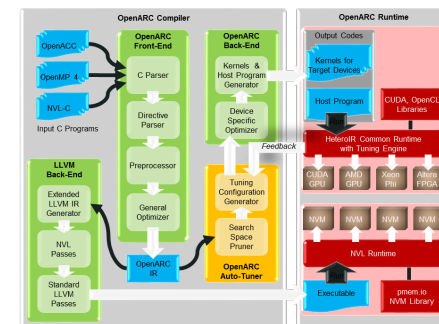 OpenARC Compiler
OpenACC
OpenMP 4
NVL-C
Input C Programs
OpenARC
Front-End
C Parser
Directive
Parser
Preprocessor
General
Optimizer
OpenARC
Back-End
Kernels &
Host Program
Generator
Device
Specific
Optimizer
LLVM
Back-End
Extended
LLVM IR
Generator
NVL
Passes
Standard
LLVM
Passes
OpenARC
IR
Tuning
Configuration
Generator
Search
Space
Pruner
OpenARC
Auto-Tuner
Feedback
OpenARC Runtime
Output Codes
Kernels for
Target Devices
Host Program
CUDA, OpenCL
Libraries
HeteroIR Common Runtime
with Tuning Engine
CUDA
GPU
AMD
GPU
Xeon
Phi
Altera
FPGA
NVM
NVM
NVM
NVM
NVL Runtime
Executable
pmem.io
NVM Library